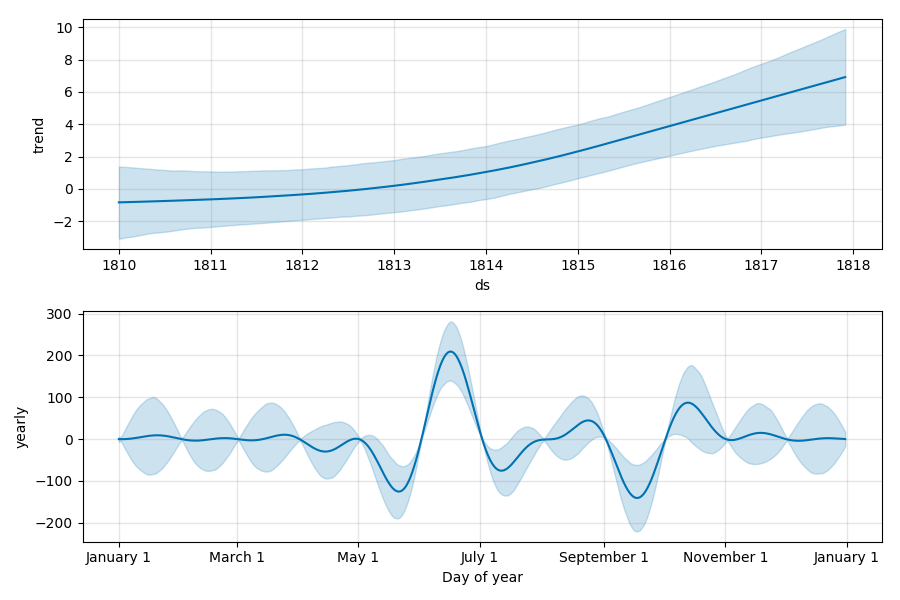 10
8
6
4
2
0
−2
trend
1810 1811 1812 1813 1814 1815 1816 1817 1818
ds
300
200
100
0
−100
−200
yearly
January 1 March 1 May 1 July 1 September 1 November 1 January 1
Day of year